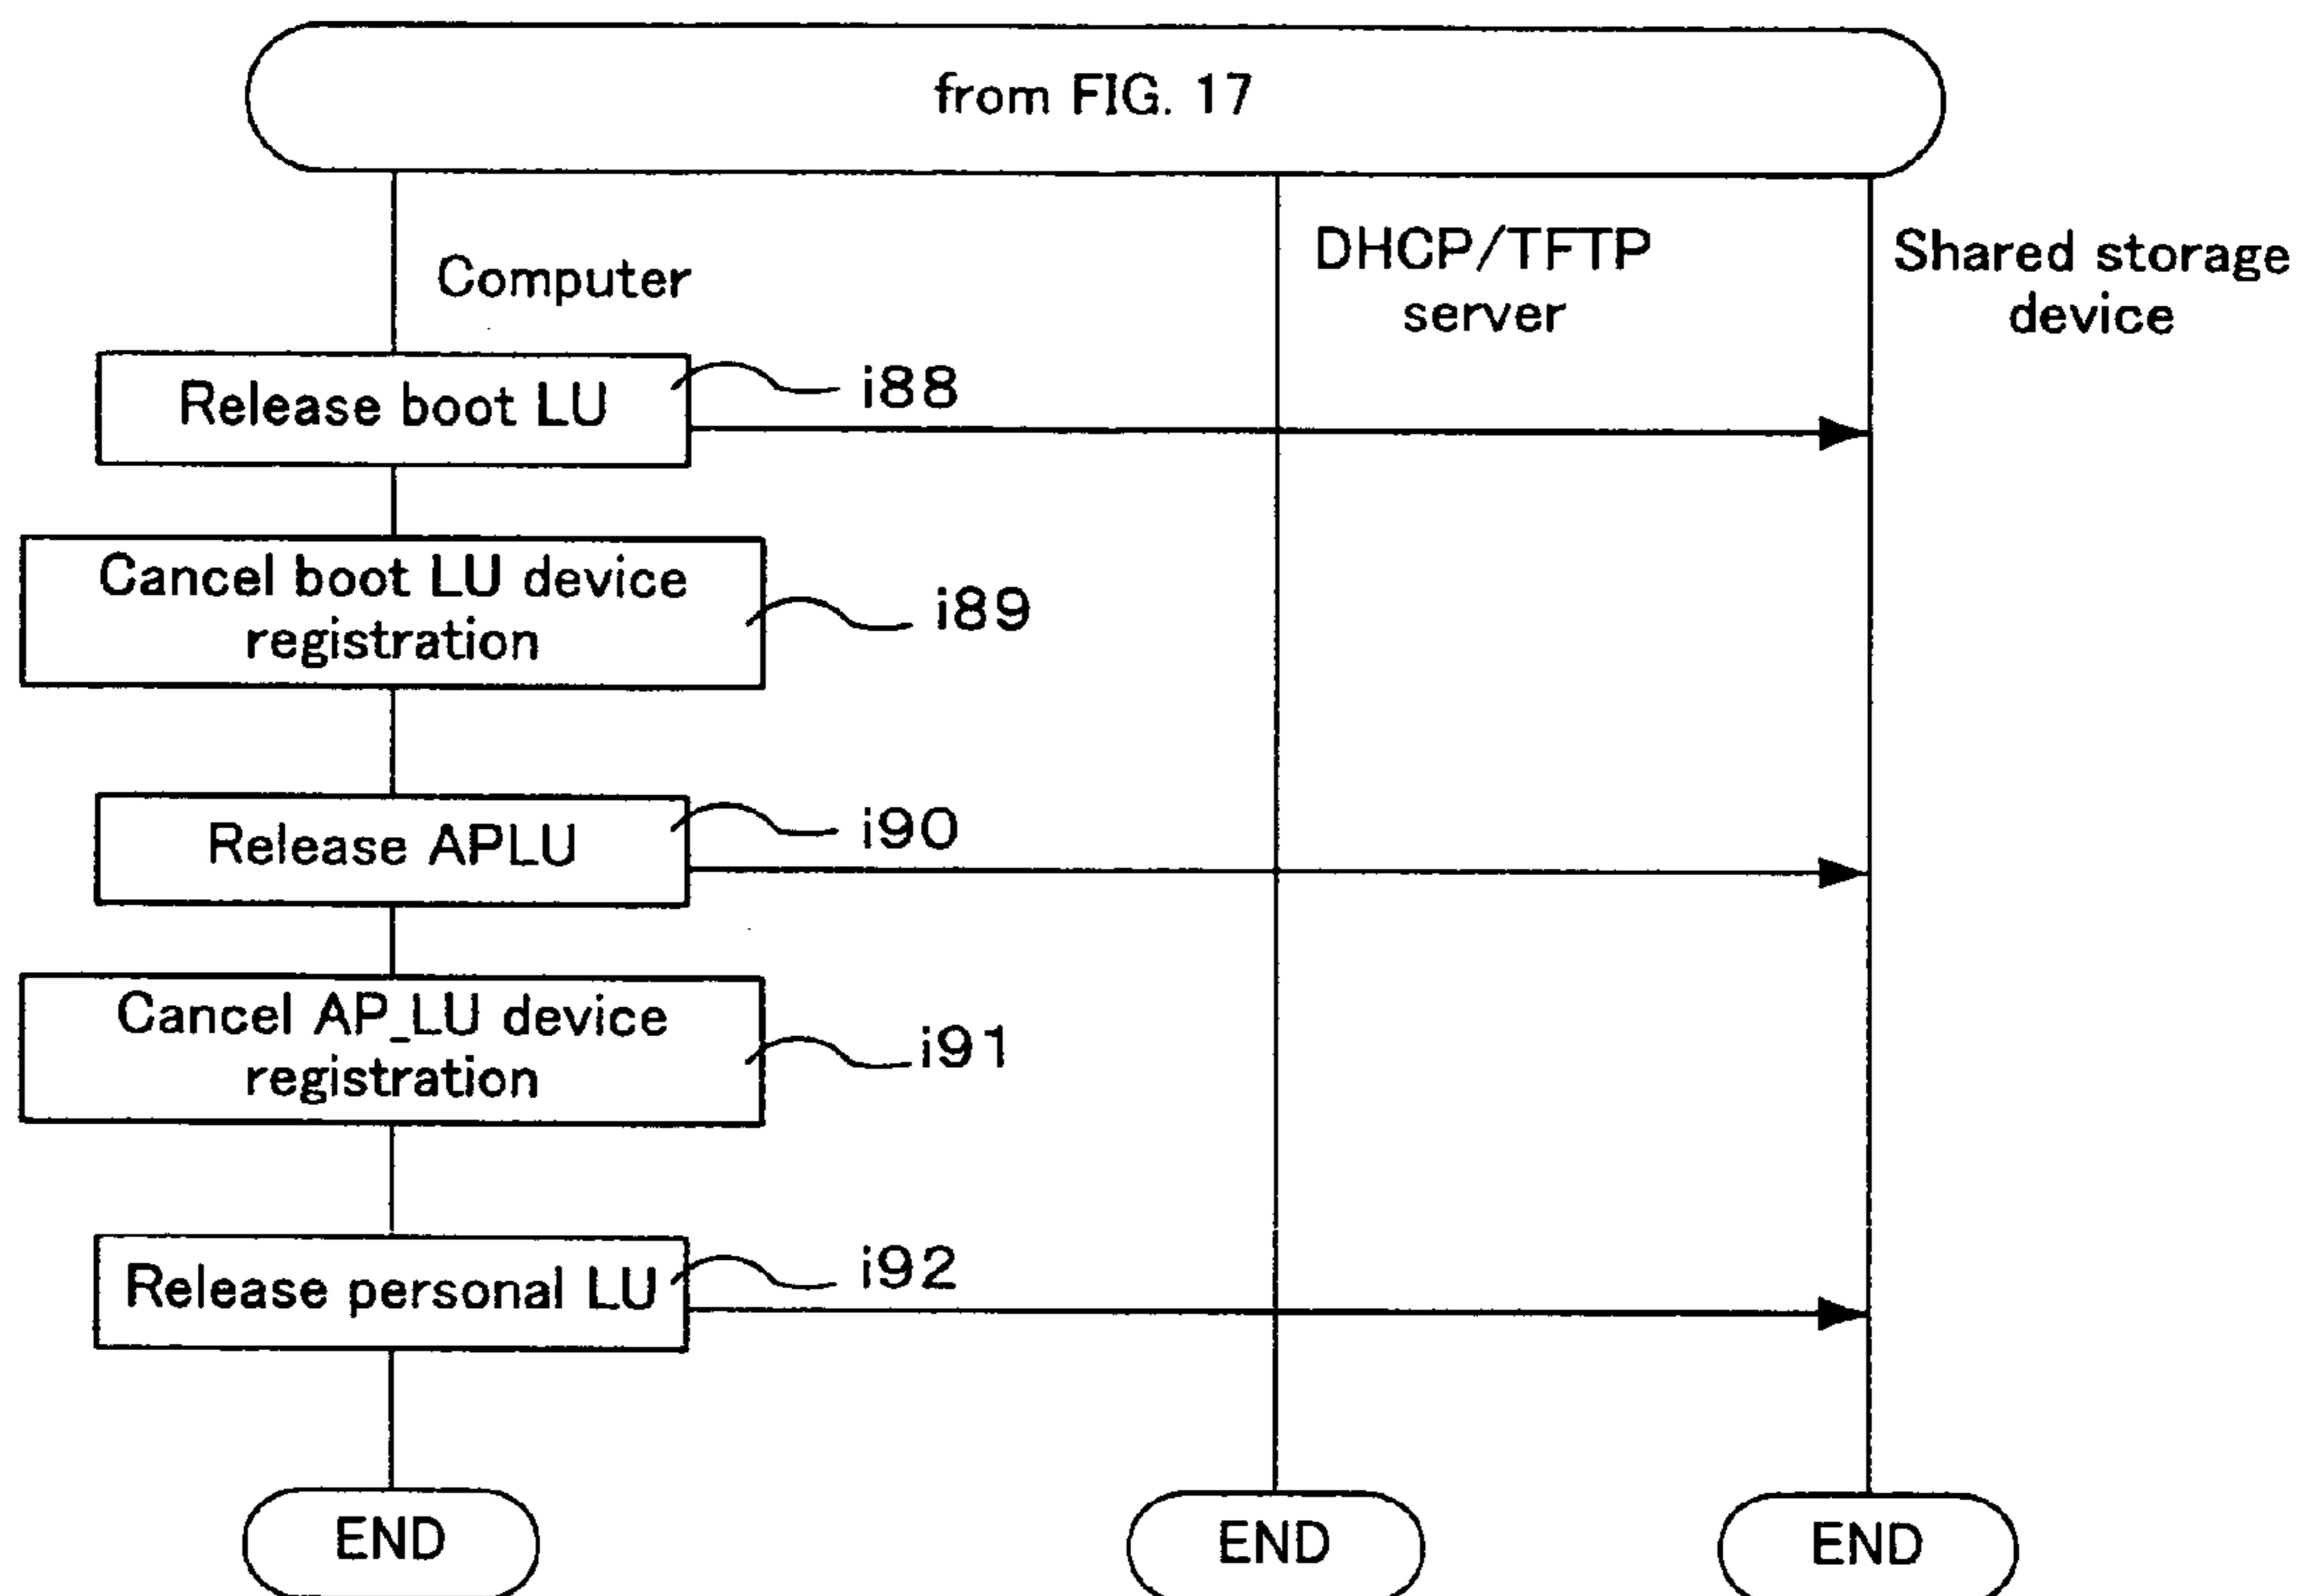 from FIG. 17
Computer
DHCP/TFTP
server
Shared storage
device
Release boot LU
i88
Cancel boot LU device
registration
i89
Release APLU
i90
Cancel AP_LU device
registration
i91
Release personal LU
i92
END
END
END